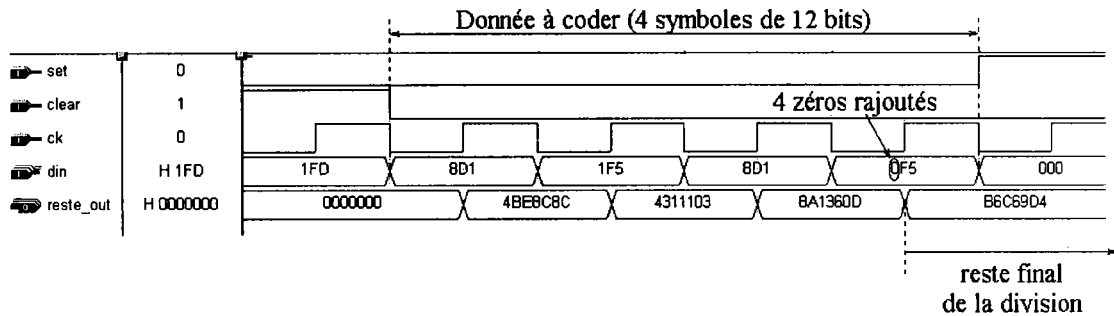 Donnée à coder (4 symboles de 12 bits)
set 0
clear 1
4 zéros rajoutés
ck 0
din H 1FD 1FD 8D1 1F5 8D1 0F5 000
reste_out H 0000000 0000000 4BE8C8C 4311103 8A1360D B6C69D4
reste final
de la division